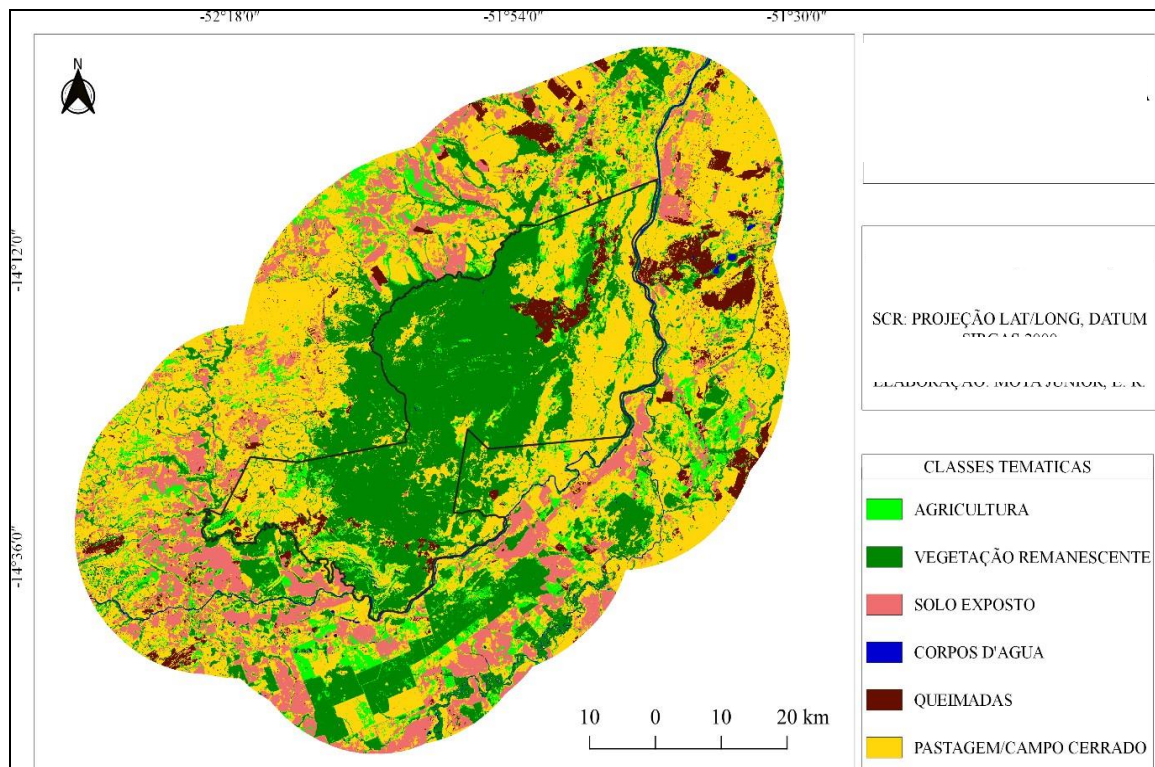 -52°18'0"
-51°54'0"
-51°30'0"
N
-14°12'0"
-14°36'0"
SCR: PROJEÇÃO LAT/LONG, DATUM
10 0 10 20 km
CLASSES TEMATICAS
AGRICULTURA
VEGETAÇÃO REMANESCENTE
SOLO EXPOSTO
CORPOS D'AGUA
QUEIMADAS
PASTAGEM/CAMPO CERRADO